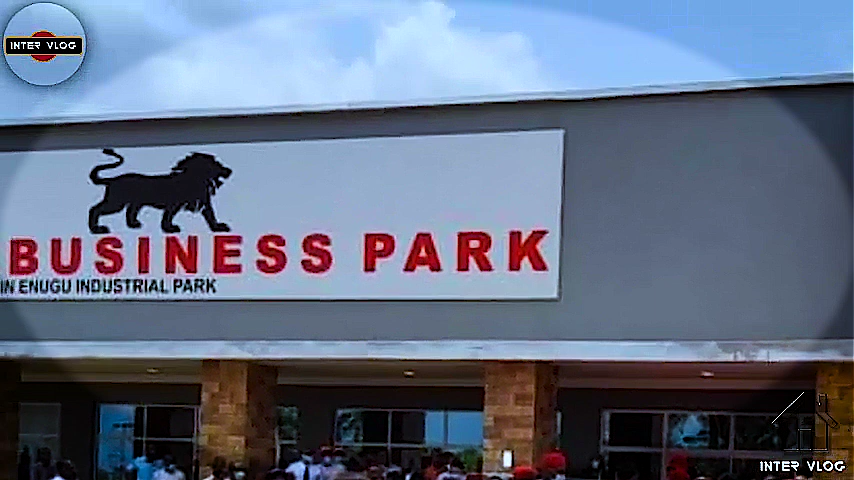 INTER VLOG
BUSINESS PARK
IN ENUGU INDUSTRIAL PARK
INTER VLOG